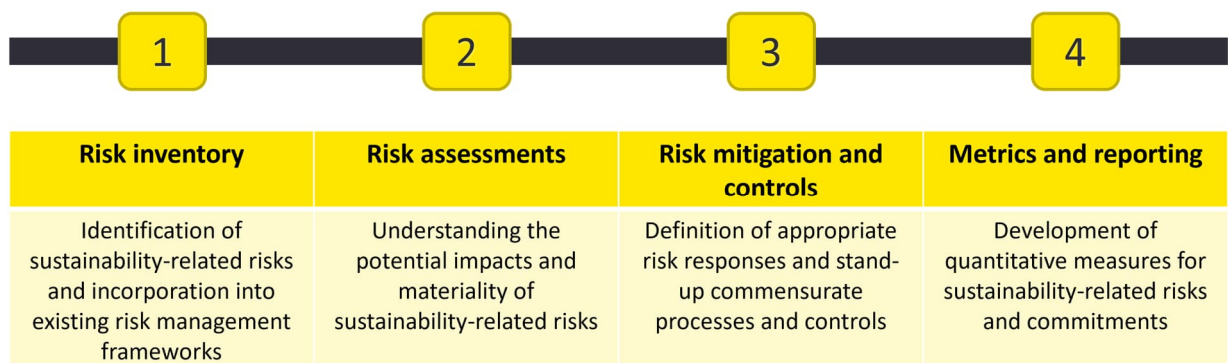 1
2
3
4
Risk inventory
Identification of
sustainability-related risks
and incorporation into
existing risk management
frameworks
Risk assessments
Understanding the
potential impacts and
materiality of
sustainability-related risks
Risk mitigation and
controls
Definition of appropriate
risk responses and stand-
up commensurate
processes and controls
Metrics and reporting
Development of
quantitative measures for
sustainability-related risks
and commitments